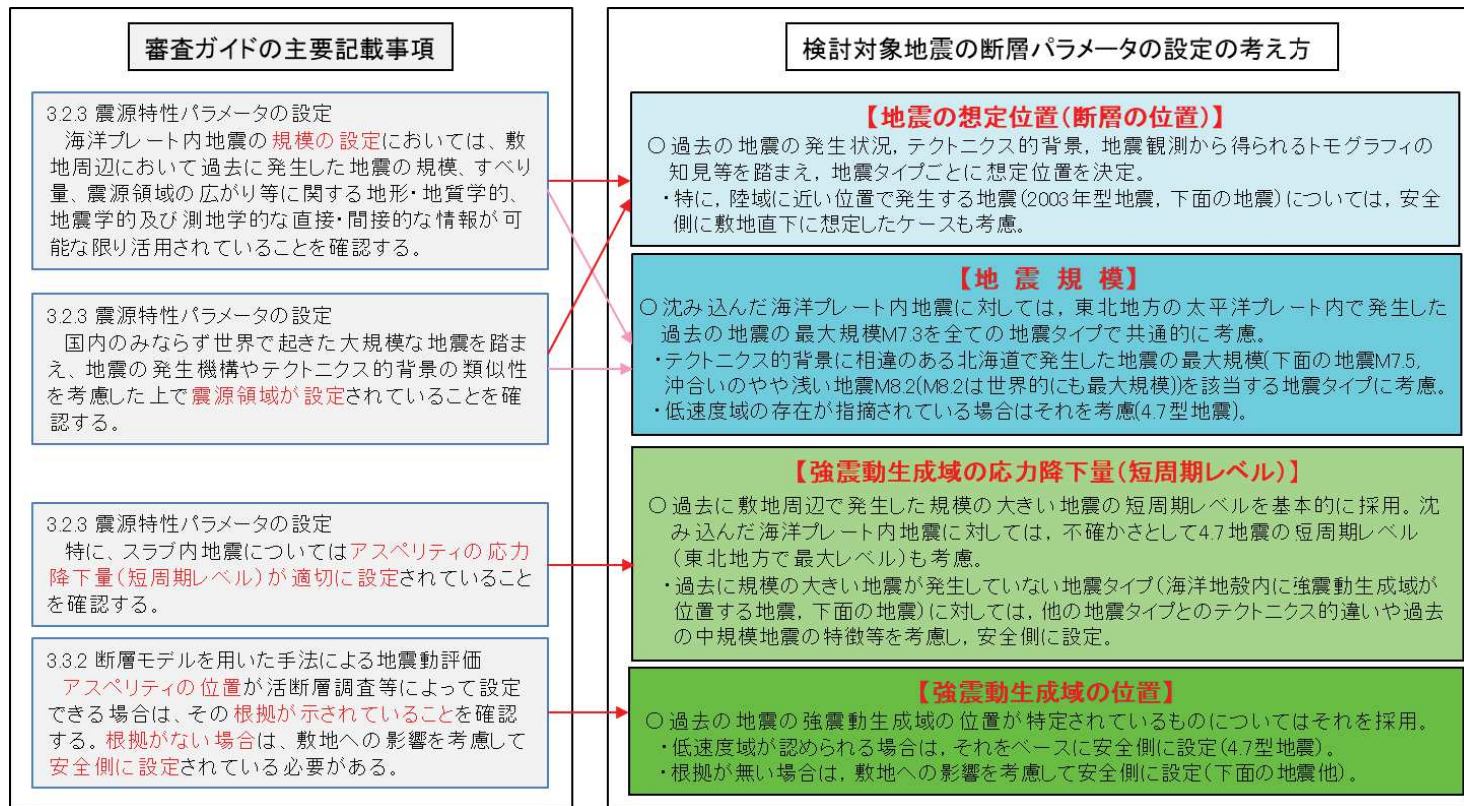 審査ガイドの主要記載事項
3.2.3 震源特性パラメータの設定
海洋プレート内地震の規模の設定においては、敷
地周辺において過去に発生した地震の規模、すべり
量、震源領域の広がり等に関する地形・地質学的、
地震学的及び測地学的な直接・間接的な情報が可
能な限り活用されていることを確認する。
3.2.3 震源特性パラメータの設定
国内のみならず世界で起きた大規模な地震を踏ま
え、地震の発生機構やテクトニクス的背景の類似性
を考慮した上で震源領域が設定されていることを確
認する。
3.2.3 震源特性パラメータの設定
特に、スラブ内地震についてはアスペリティの応力
降下量(短周期レベル)が適切に設定されていること
を確認する。
3.3.2 断層モデルを用いた手法による地震動評価
アスペリティの位置が活断層調査等によって設定
できる場合は、その根拠が示されていることを確認
する。根拠がない場合は、敷地への影響を考慮して
安全側に設定されている必要がある。
検討対象地震の断層パラメータの設定の考え方
【地震の想定位置(断層の位置)】
○過去の地震の発生状況，テクトニクス的背景，地震観測から得られるトモグラフィの
知見等を踏まえ，地震タイプごとに想定位置を決定。
・特に，陸域に近い位置で発生する地震(2003年型地震，下面の地震)については，安全
側に敷地直下に想定したケースも考慮。
【地 震 規 模】
○沈み込んだ海洋プレート内地震に対しては，東北地方の太平洋プレート内で発生した
過去の地震の最大規模M7.3を全ての地震タイプで共通的に考慮。
・テクトニクス的背景に相違のある北海道で発生した地震の最大規模(下面の地震M7.5，
沖合いのやや浅い地震M8.2(M8.2は世界的にも最大規模))を該当する地震タイプに考慮。
・低速度域の存在が指摘されている場合はそれを考慮(4.7型地震)。
【強震動生成域の応力降下量(短周期レベル)】
○過去に敷地周辺で発生した規模の大きい地震の短周期レベルを基本的に採用。沈
み込んだ海洋プレート内地震に対しては，不確かさとして4.7地震の短周期レベル
(東北地方で最大レベル)も考慮。
・過去に規模の大きい地震が発生していない地震タイプ(海洋地殻内に強震動生成域が
位置する地震，下面の地震)に対しては，他の地震タイプとのテクトニクス的違いや過去
の中規模地震の特徴等を考慮し，安全側に設定。
【強震動生成域の位置】
○過去の地震の強震動生成域の位置が特定されているものについてはそれを採用。
・低速度域が認められる場合は，それをベースに安全側に設定(4.7型地震)。
・根拠が無い場合は，敷地への影響を考慮して安全側に設定(下面の地震他)。